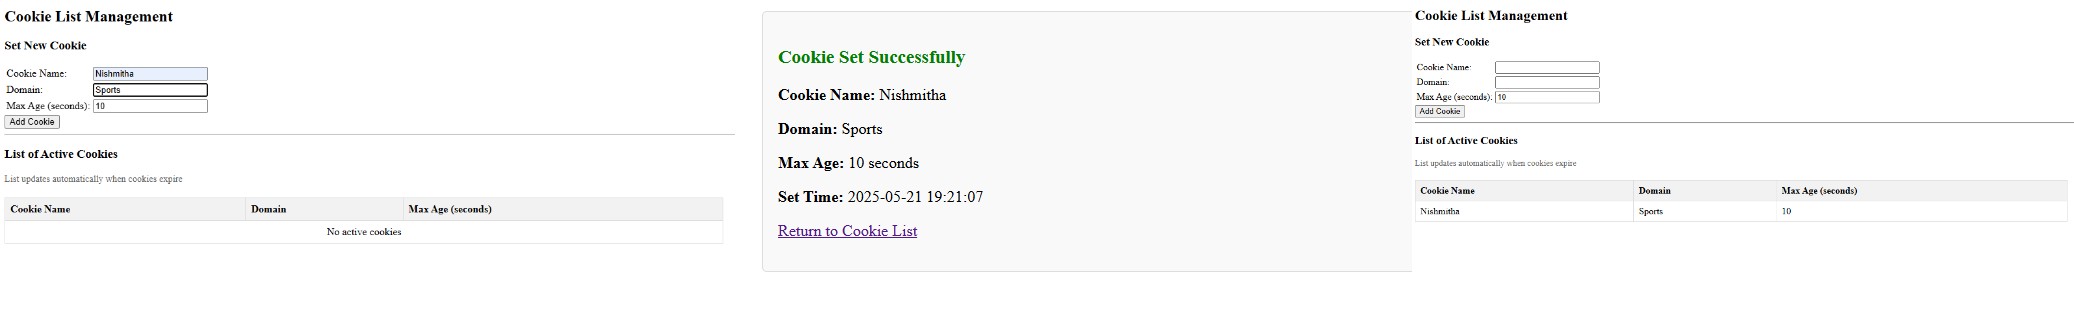 Cookie List Management
Set New Cookie
Cookie Name: Nishmitha
Domain: Sports
Max Age (seconds): 10
Add Cookie
List of Active Cookies
List updates automatically when cookies expire
Cookie Name Domain Max Age (seconds)
No active cookies
Cookie Set Successfully
Cookie Name: Nishmitha
Domain: Sports
Max Age: 10 seconds
Set Time: 2025-05-21 19:21:07
Return to Cookie List
Cookie List Management
Set New Cookie
Cookie Name:
Domain:
Max Age (seconds): 10
Add Cookie
List of Active Cookies
List updates automatically when cookies expire
Cookie Name Domain Max Age (seconds)
Nishmitha Sports 10